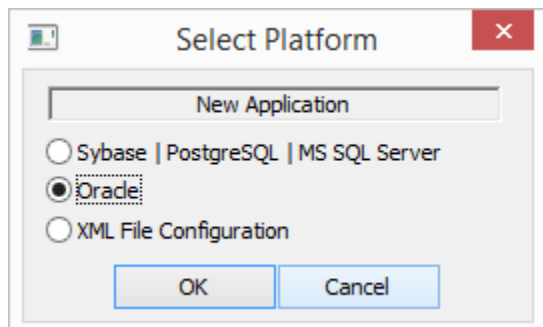 Select Platform
New Application
Sybase | PostgreSQL | MS SQL Server
Oracle
XML File Configuration
OK Cancel